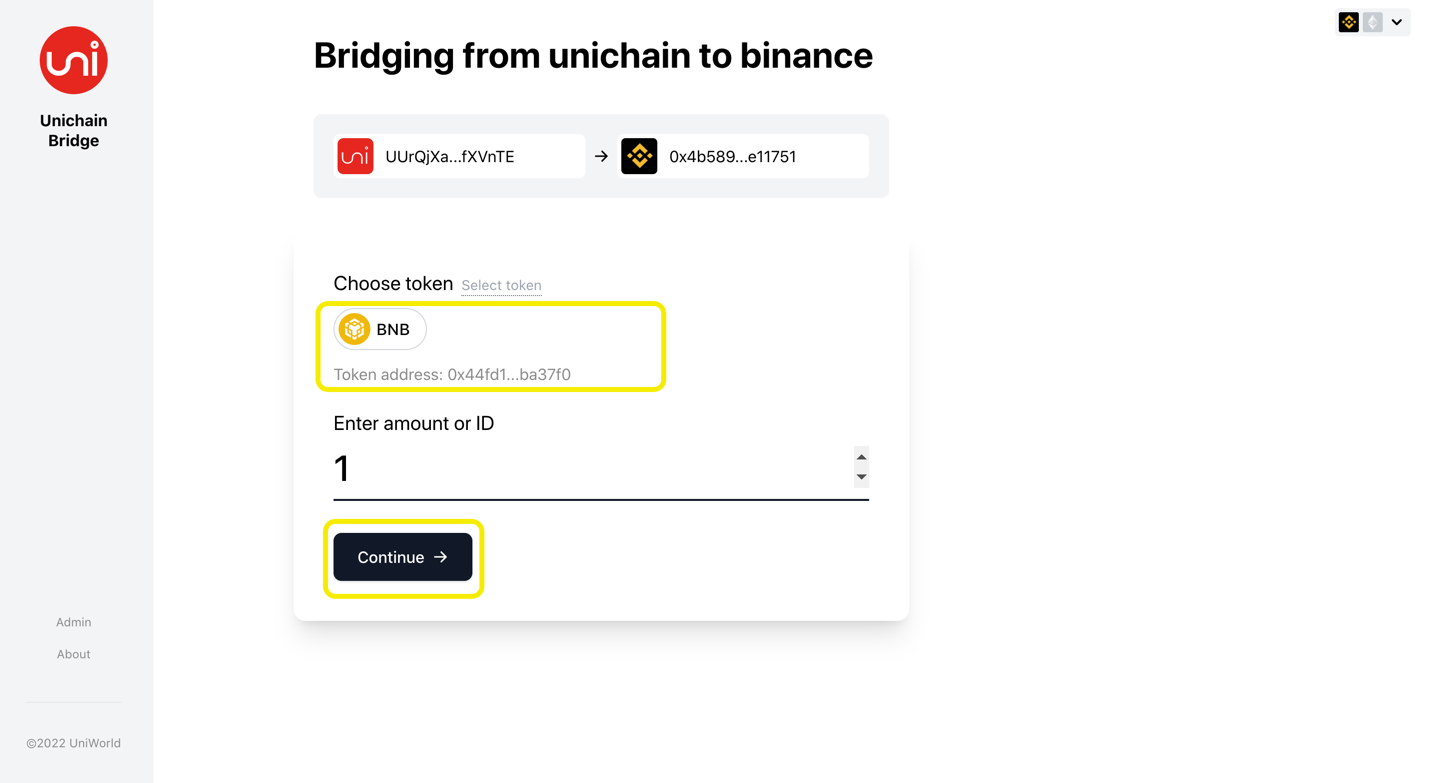 uni
Unichain
Bridge
Bridging from unichain to binance
uni
UUrQjXa...fXVnTE
→
0x4b589...e11751
Choose token Select token
BNB
Token address: 0x44fd1...ba37f0
Enter amount or ID
1
Continue →
Admin
About
©2022 UniWorld